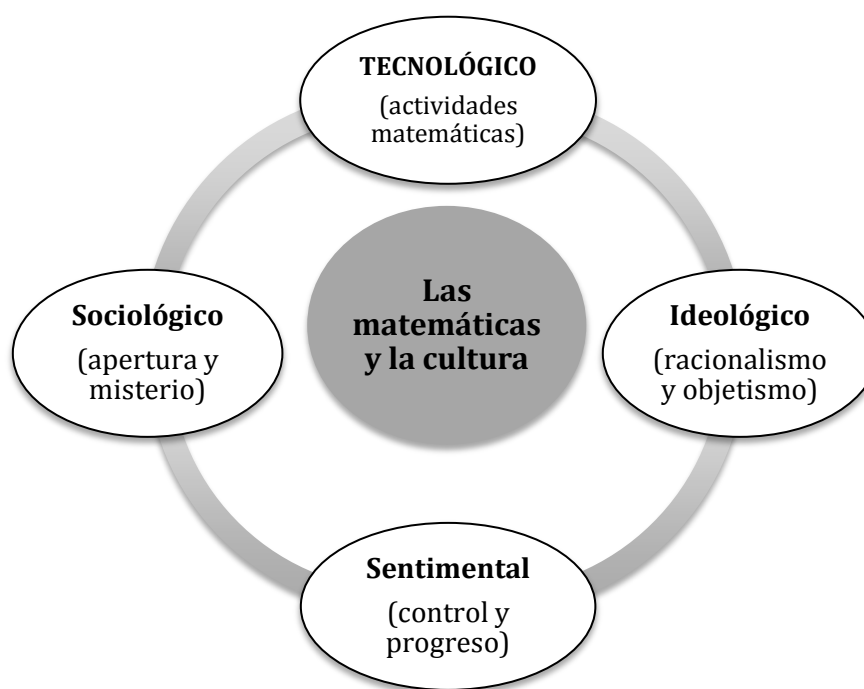 TECNOLÓGICO
(actividades
matemáticas)
Las
matemáticas
y la cultura
Sociológico
(apertura y
misterio)
Ideológico
(racionalismo
y objetismo)
Sentimental
(control y
progreso)